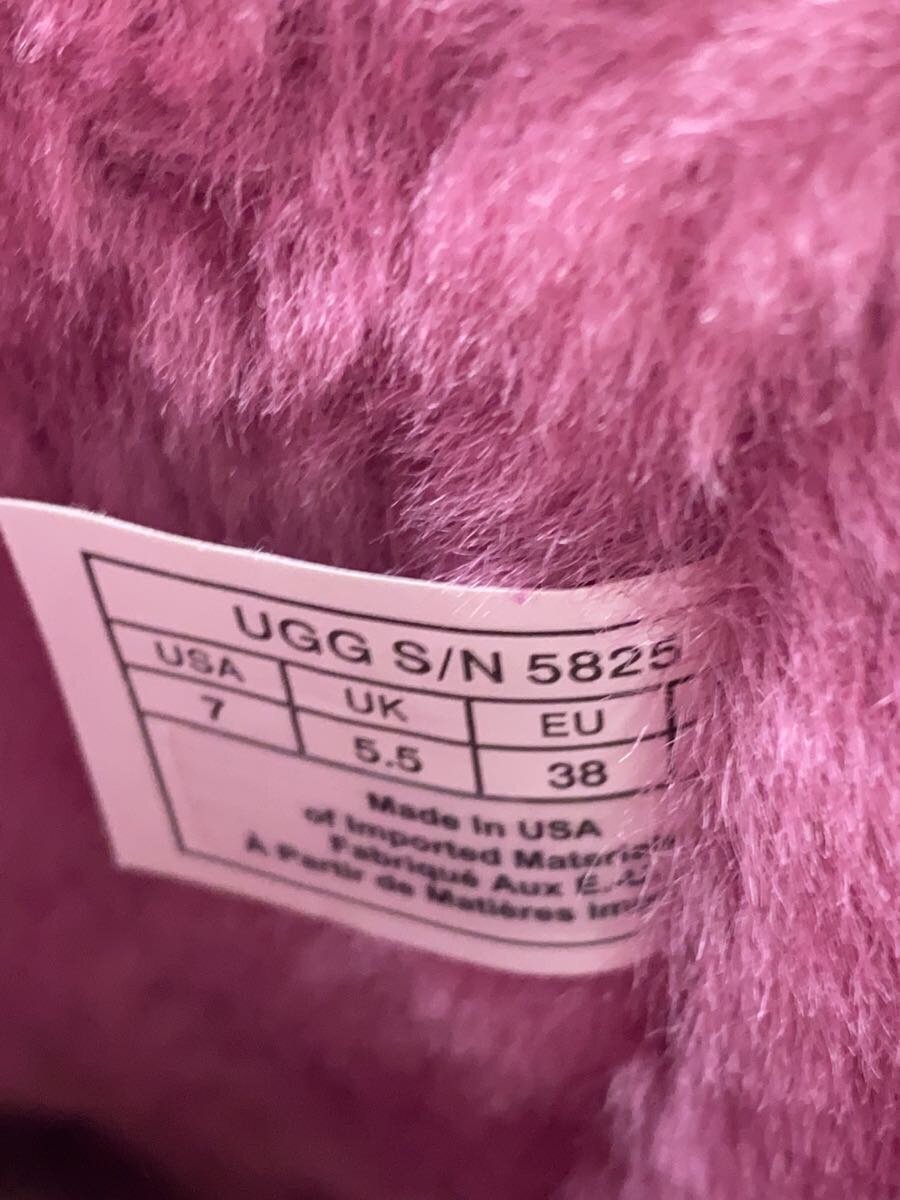 UGG S/N 5825
USA UK EU
7 5.5 38
Made In USA
of Imported
Fabriqué Aux
À Partir de Matières